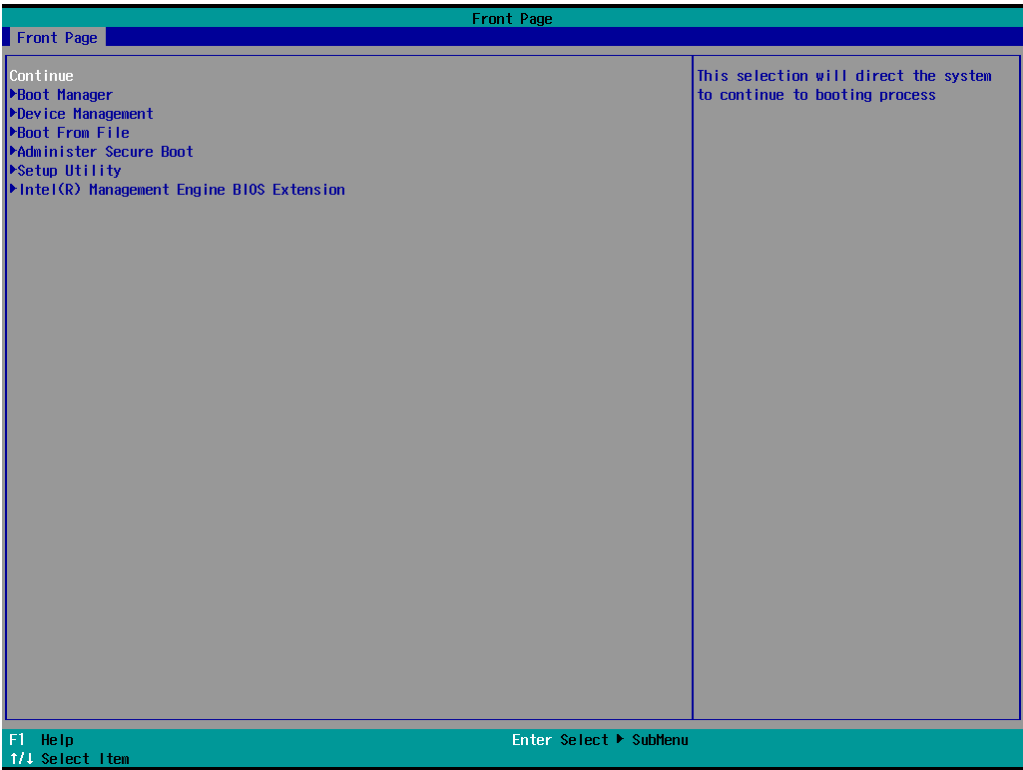 Front Page
Front Page
Continue
▶Boot Manager
▶Device Management
▶Boot From File
▶Administer Secure Boot
▶Setup Utility
▶Intel(R) Management Engine BIOS Extension
This selection will direct the system
to continue to booting process
F1 Help
Enter Select ▶ SubMenu
↑/↓ Select Item